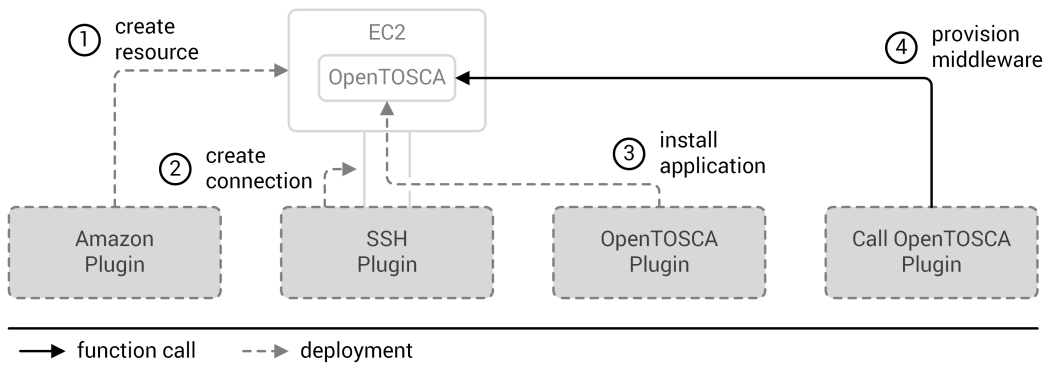 1
create
resource
EC2
OpenTOSCA
4
provision
middleware
2
create
connection
3
install
application
Amazon
Plugin
SSH
Plugin
OpenTOSCA
Plugin
Call OpenTOSCA
Plugin
function call
deployment